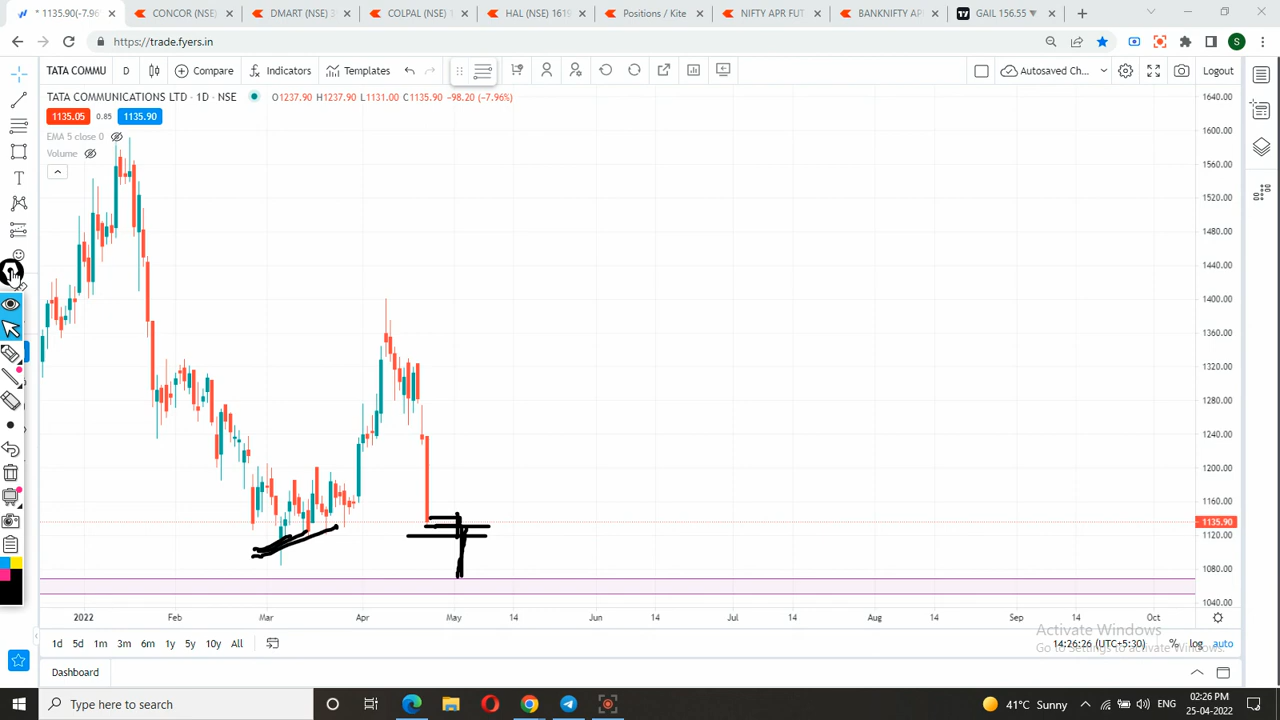 * 1135.90(-7.96%
CONCOR (NSE)
DMART (NSE)
COLPAL (NSE)
HAL (NSE) 1619
Positions / Kite
NIFTY APR FUT
BANKNIFTY AP
GAIL 156.55 ▼
https://trade.fyers.in
S
TATA COMMU
D
Compare
Indicators
Templates
Autosaved Ch...
Logout
TATA COMMUNICATIONS LTD · 1D · NSE
O1237.90 H1237.90 L1131.00 C1135.90 −98.20 (−7.96%)
1135.05 0.85 1135.90
EMA 5 close 0
Volume
1640.00
1600.00
1560.00
1520.00
1480.00
1440.00
1400.00
1360.00
1320.00
1280.00
1240.00
1200.00
1160.00
1135.90
1120.00
1080.00
1040.00
2022 Feb Mar Apr May 14 Jun 14 Jul 14 Aug 14 Sep 14 Oct
1d 5d 1m 3m 6m 1y 5y 10y All
Activate Windows
Go to Settings to activate Windows.
14:26:26 (UTC+5:30) % log auto
Dashboard
Type here to search
41°C Sunny
02:26 PM
25-04-2022